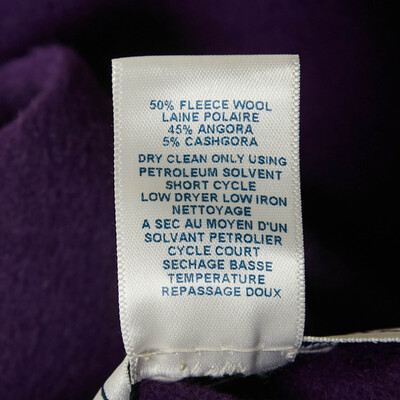 50% FLEECE WOOL
LAINE POLAIRE
45% ANGORA
5% CASHGORA
DRY CLEAN ONLY USING
PETROLEUM SOLVENT
SHORT CYCLE
LOW DRYER LOW IRON
NETTOYAGE
A SEC AU MOYEN D'UN
SOLVANT PETROLIER
CYCLE COURT
SECHAGE BASSE
TEMPERATURE
REPASSAGE DOUX